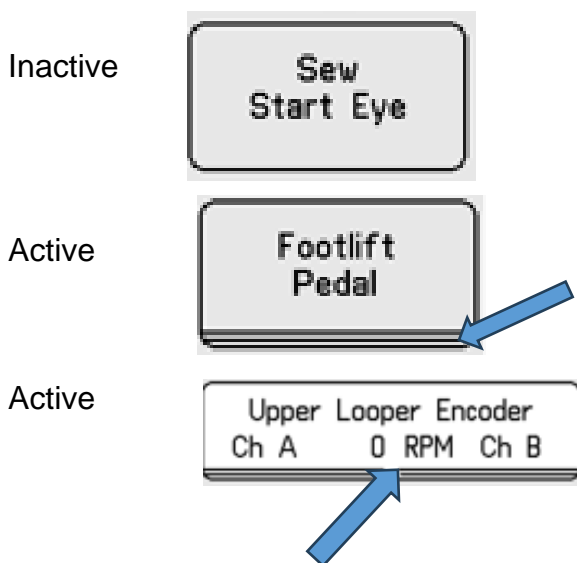 Inactive
Sew
Start Eye
Active
Footlift
Pedal
Active
Upper Looper Encoder
Ch A 0 RPM Ch B